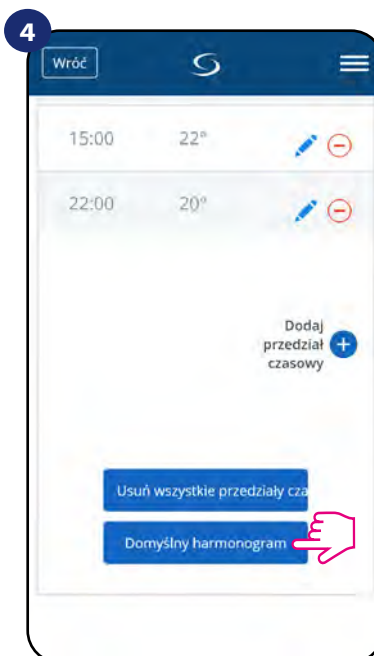 4
Wróć
15:00 22°
22:00 20°
Dodaj
przedział
czasowy
Usuń wszystkie przedziały cza
Domyślny harmonogram